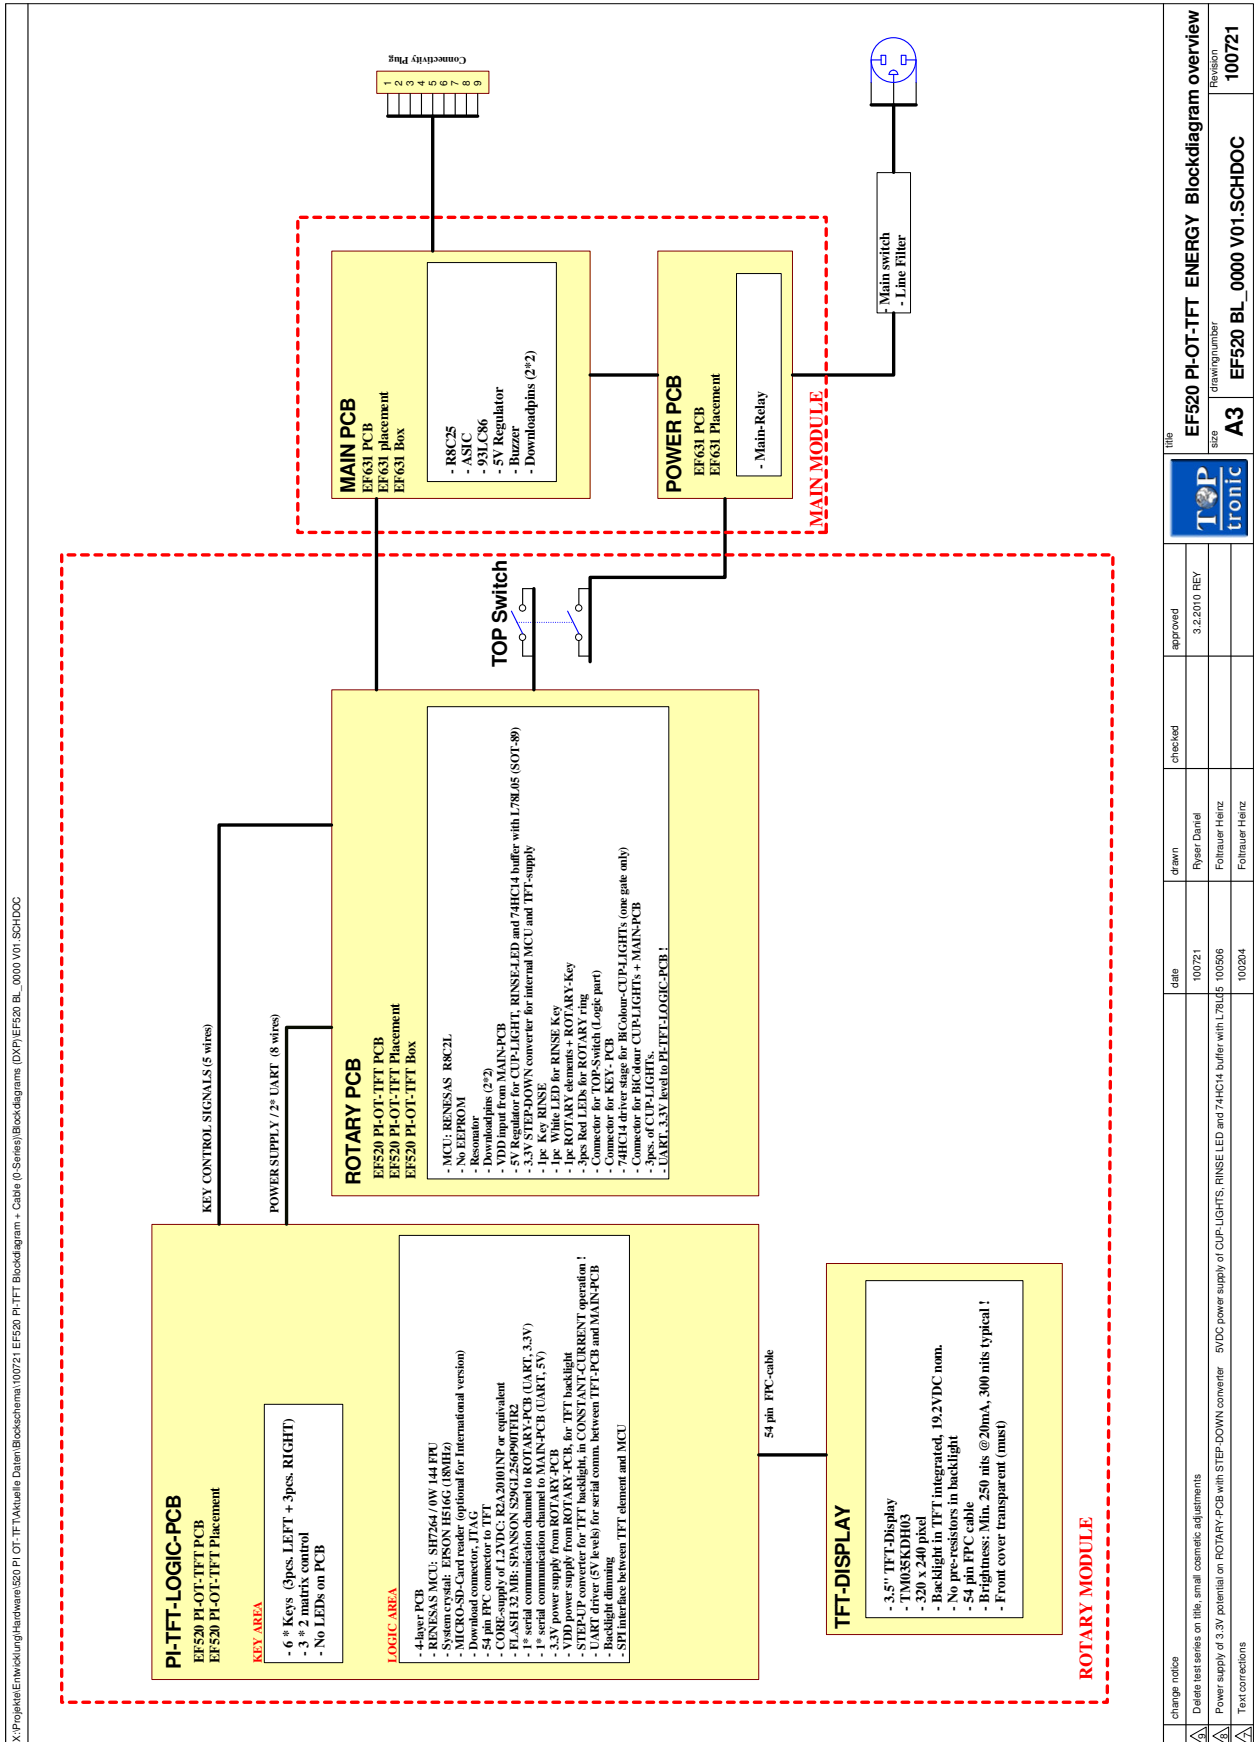 X:\Projekte\Entwicklung\Hardware\520 PI OT-TFT\Aktuelle Daten\Blockschema\100721 EF520 PI-TFT Blockdiagram + Cable (0-Series)\Blockdiagrams (DXP)\EF520 BL_0000 V01.SCHDOC
PI-TFT-LOGIC-PCB
EF520 PI-OT-TFT PCB
EF520 PI-OT-TFT Placement
KEY AREA
- 6 * Keys (3pcs. LEFT + 3pcs. RIGHT)
- 3 * 2 matrix control
- No LEDs on PCB
LOGIC AREA
- 4-layer PCB
- RENESAS MCU: SH7264 / 0W 144 FPU
- System crystal: EPSON H516G (18MHz)
- MICRO-SD-Card reader (optional for International version)
- Download connector, JTAG
- 54 pin FPC connector to TFT
- CORE-supply of 1.2VDC: R2A20101NP or equivalent
- FLASH 32 MB: SPANSON S29GL256P90TFIR2
- 1* serial communication channel to ROTARY-PCB (UART, 3.3V)
- 1* serial communication channel to MAIN-PCB (UART, 5V)
- 3.3V power supply from ROTARY-PCB
- VDD power supply from ROTARY-PCB, for TFT backlight
- STEP-UP converter for TFT backlight, in CONSTANT-CURRENT operation !
- UART driver (5V levels) for serial comm. between TFT-PCB and MAIN-PCB
- Backlight dimming
- SPI interface between TFT element and MCU
KEY CONTROL SIGNALS (5 wires)
POWER SUPPLY / 2* UART (8 wires)
ROTARY PCB
EF520 PI-OT-TFT PCB
EF520 PI-OT-TFT Placement
EF520 PI-OT-TFT Box
- MCU: RENESAS R8C2L
- No EEPROM
- Resonator
- Downloadpins (2*2)
- VDD input from MAIN-PCB
- 5V Regulator for CUP-LIGHT, RINSE-LED and 74HC14 buffer with L78L05 (SOT-89)
- 3.3V STEP-DOWN converter for internal MCU and TFT-supply
- 1pc Key RINSE
- 1pc White LED for RINSE Key
- 1pc ROTARY elements + ROTARY-Key
- 3pcs Red LEDs for ROTARY ring
- Connector for TOP-Switch (Logic part)
- Connector for KEY- PCB
- 74HC14 driver stage for BiColour-CUP-LIGHTs (one gate only)
- Connector for BiColour CUP-LIGHTs + MAIN-PCB
- 3pcs. of CUP-LIGHTs.
- UART, 3.3V level to PI-TFT-LOGIC-PCB !
TOP Switch
MAIN PCB
EF631 PCB
EF631 placement
EF631 Box
- R8C25
- ASIC
- 93LC86
- 5V Regulator
- Buzzer
- Downloadpins (2*2)
POWER PCB
EF631 PCB
EF631 Placement
- Main-Relay
MAIN MODULE
Connectivity Plug
1
2
3
4
5
6
7
8
9
- Main switch
- Line Filter
54 pin FPC-cable
TFT-DISPLAY
- 3.5'' TFT-Display
- TM035KDH03
- 320 x 240 pixel
- Backlight in TFT integrated, 19.2VDC nom.
- No pre-resistors in backlight
- 54 pin FPC cable
- Brightness: Min. 250 nits @20mA, 300 nits typical !
- Front cover transparent (must)
ROTARY MODULE
change notice date drawn checked approved
9 Delete test series on title, small cosmetic adjustments 100721 Ryser Daniel 3.2.2010 REY
8 Power supply of 3.3V potential on ROTARY-PCB with STEP-DOWN converter 5VDC power supply of CUP-LIGHTS, RINSE LED and 74HC14 buffer with L78L05 100506 Foltrauer Heinz
7 Text corrections 100204 Foltrauer Heinz
TOP
tronic
title
EF520 PI-OT-TFT ENERGY Blockdiagram overview
size drawingnumber Revision
A3 EF520 BL_0000 V01.SCHDOC 100721